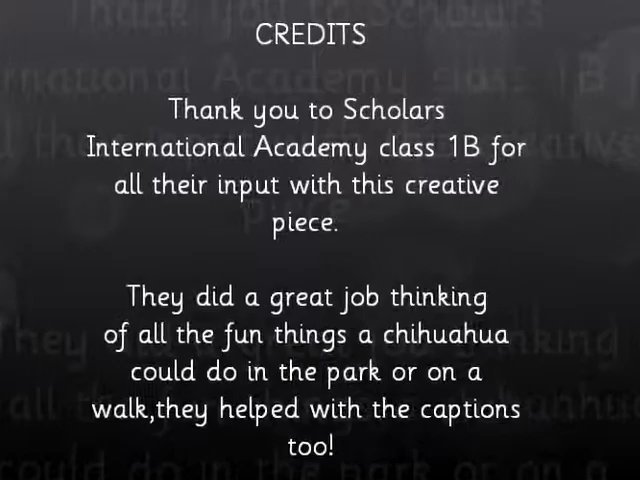 CREDITS
Thank you to Scholars
International Academy class 1B for
all their input with this creative
piece.
They did a great job thinking
of all the fun things a chihuahua
could do in the park or on a
walk,they helped with the captions
too!